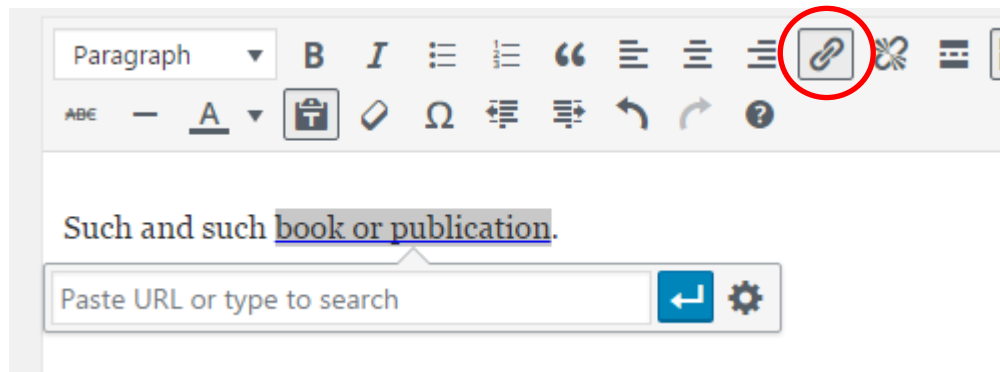 Paragraph B I
ABC A T Ω ?
Such and such book or publication.
Paste URL or type to search